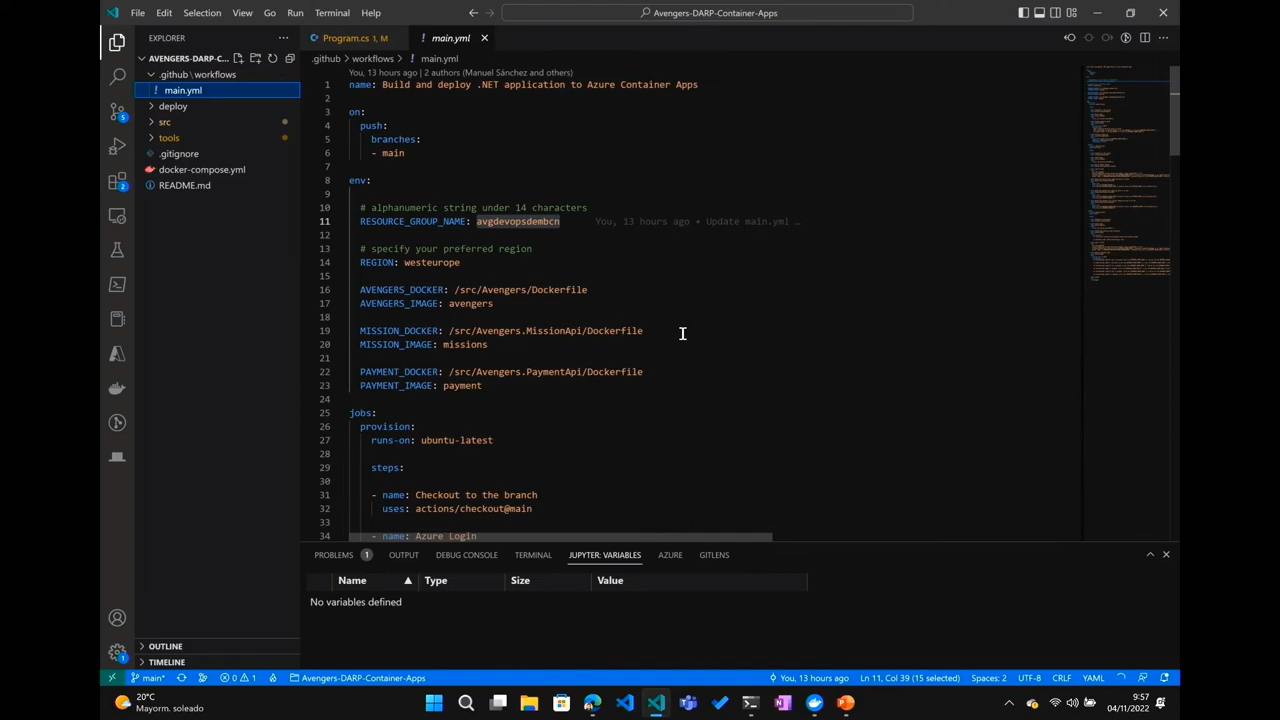 File Edit Selection View Go Run Terminal Help
Avengers-DARP-Container-Apps
EXPLORER
AVENGERS-DARP-C...
.github \ workflows
! main.yml
deploy
src
tools
.gitignore
docker-compose.yml
README.md
OUTLINE
TIMELINE
Program.cs 1, M
! main.yml
.github > workflows > ! main.yml
You, 13 hours ago | 2 authors (Manuel Sánchez and others)
1 name: Build and deploy .NET application to Azure Container Apps
2
3 on:
4 push:
5 branches:
6 - main
7
8 env:
9
10 # alphanumeric string under 14 characters
11 RESOURCE_GROUP_NAME: avgdevopsdembcn You, 13 hours ago • Update main.yml …
12
13 # specify your preferred region
14 REGION: westeurope
15
16 AVENGERS_DOCKER: /src/Avengers/Dockerfile
17 AVENGERS_IMAGE: avengers
18
19 MISSION_DOCKER: /src/Avengers.MissionApi/Dockerfile
20 MISSION_IMAGE: missions
21
22 PAYMENT_DOCKER: /src/Avengers.PaymentApi/Dockerfile
23 PAYMENT_IMAGE: payment
24
25 jobs:
26 provision:
27 runs-on: ubuntu-latest
28
29 steps:
30
31 - name: Checkout to the branch
32 uses: actions/checkout@main
33
34 - name: Azure Login
PROBLEMS 1 OUTPUT DEBUG CONSOLE TERMINAL JUPYTER: VARIABLES AZURE GITLENS
Name Type Size Value
No variables defined
main* 0 1 Avengers-DARP-Container-Apps You, 13 hours ago Ln 11, Col 39 (15 selected) Spaces: 2 UTF-8 CRLF YAML
20°C
Mayorm. soleado
9:57
04/11/2022